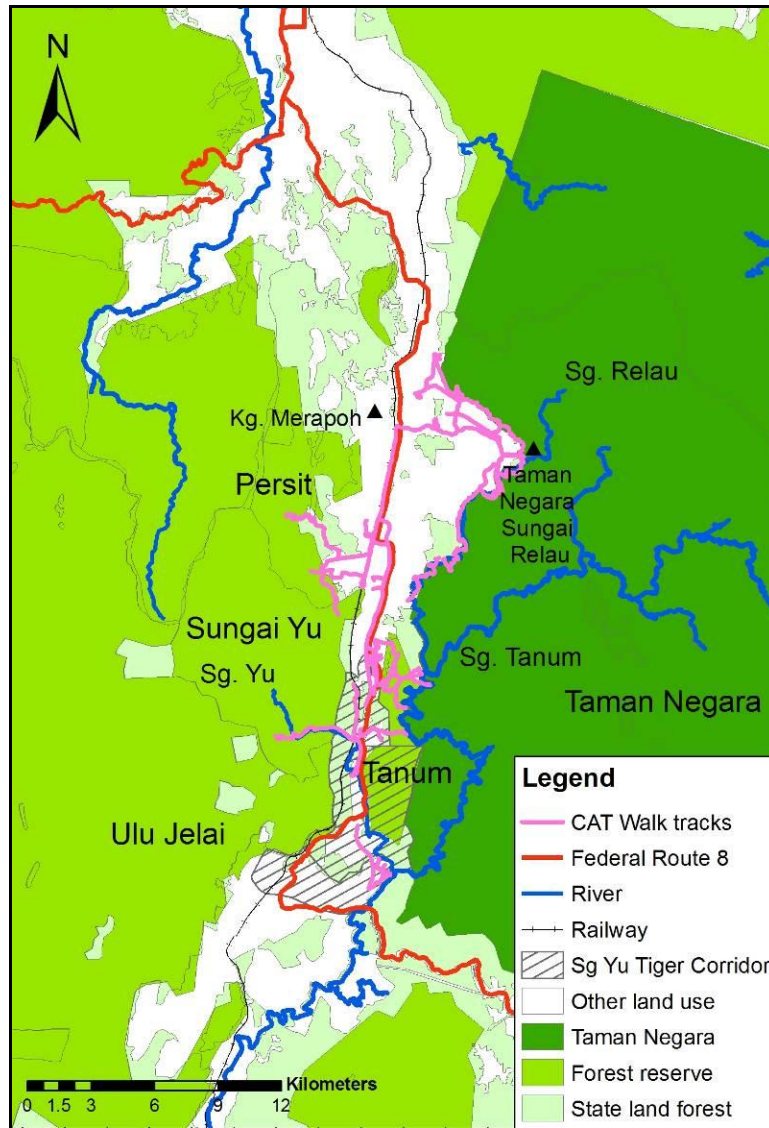 N
Sg. Relau
Kg. Merapoh
Taman
Negara
Sungai
Relau
Persit
Sungai Yu
Sg. Yu
Sg. Tanum
Taman Negara
Tanum
Ulu Jelai
Legend
CAT Walk tracks
Federal Route 8
River
Railway
Sg Yu Tiger Corridor
Other land use
Taman Negara
Forest reserve
State land forest
Kilometers
0 1.5 3 6 9 12